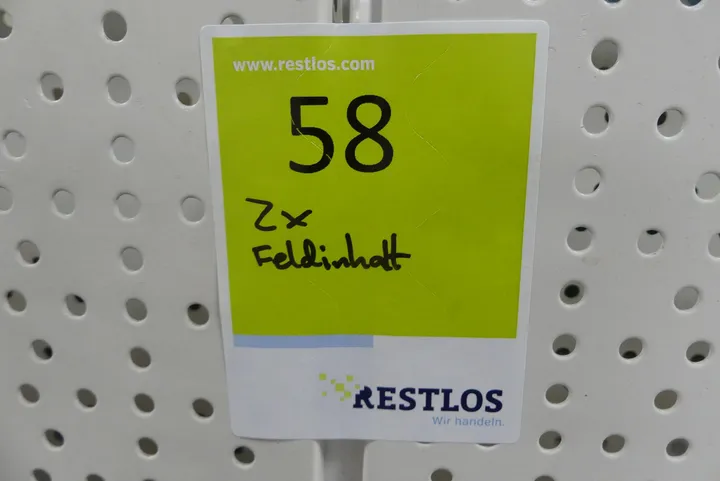 www.restlos.com
58
2x
Feldinhalt
RESTLOS
Wir handeln.